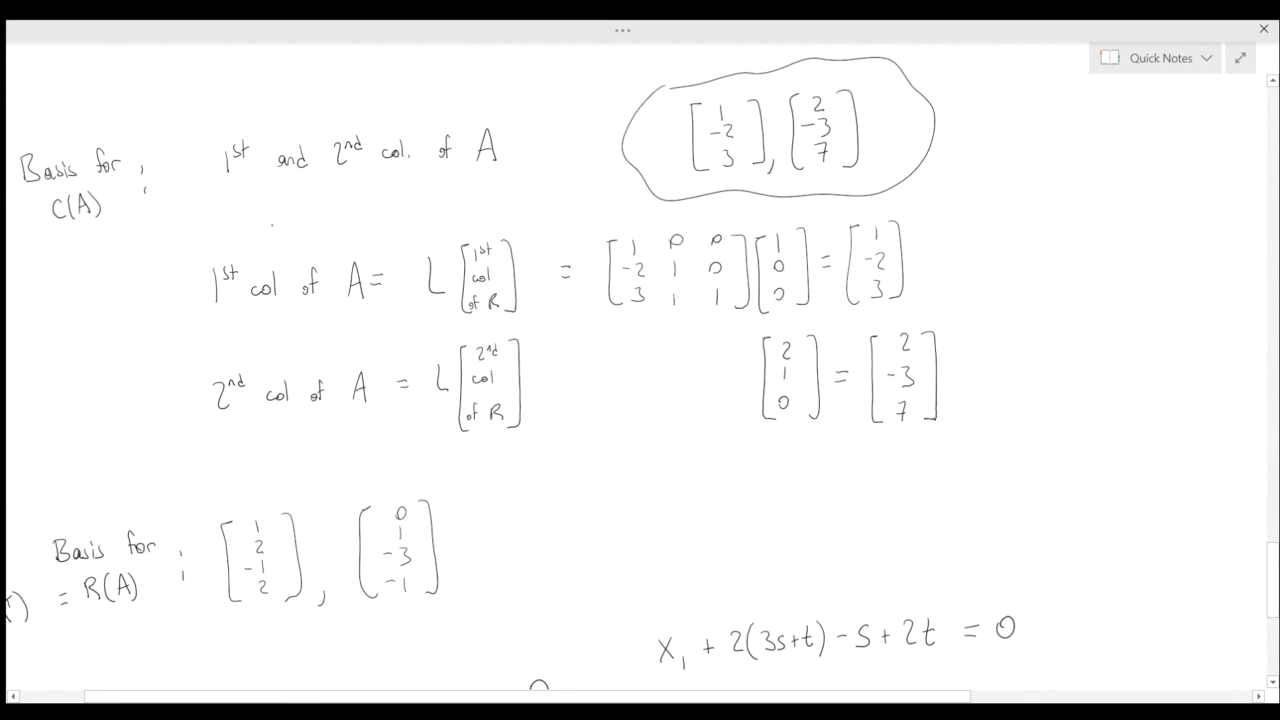 Quick Notes
Basis for C(A) : 1st and 2nd col. of A [1 -2 3], [2 -3 7]
1st col of A = L [1st col of R] = [1 0 0; -2 1 0; 3 1 1] [1 0 0] = [1 -2 3]
2nd col of A = L [2nd col of R] [2 1 0] = [2 -3 7]
Basis for = R(A) : [1 2 -1 2], [0 1 -3 -1]
x₁ + 2(3s+t) - s + 2t = 0